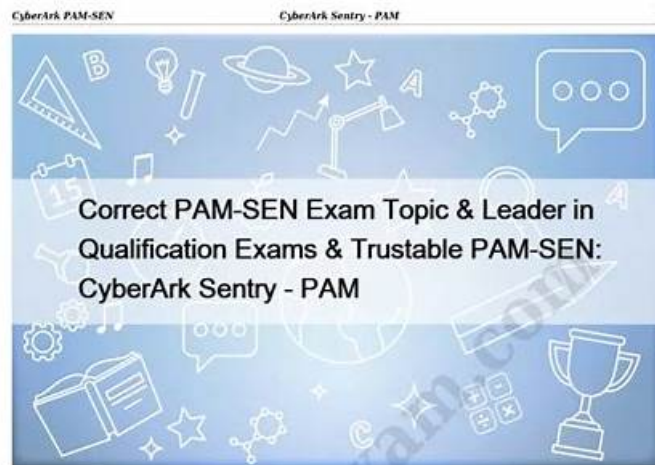 CyberArk PAM-SEN CyberArk Sentry - PAM
B
A
15
A
Correct PAM-SEN Exam Topic & Leader in
Qualification Exams & Trustable PAM-SEN:
CyberArk Sentry - PAM
C